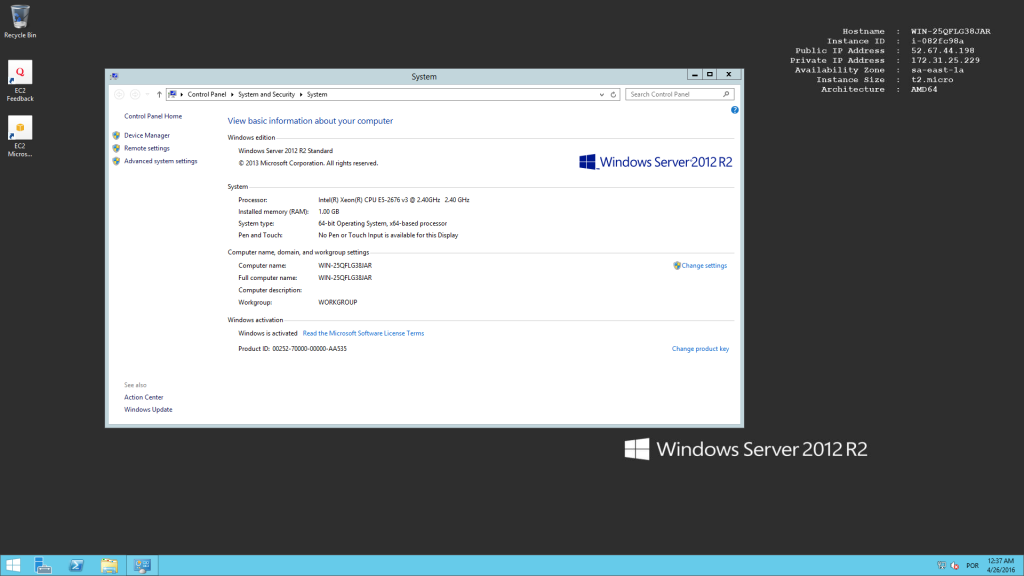 Recycle Bin
EC2
Feedback
EC2
Micros...
Hostname : WIN-25QFLG38JAR
Instance ID : i-082fc98a
Public IP Address : 52.67.44.198
Private IP Address : 172.31.25.229
Availability Zone : sa-east-1a
Instance Size : t2.micro
Architecture : AMD64
System
Control Panel System and Security System
Search Control Panel
Control Panel Home
Device Manager
Remote settings
Advanced system settings
View basic information about your computer
Windows edition
Windows Server 2012 R2 Standard
© 2013 Microsoft Corporation. All rights reserved.
Windows Server 2012 R2
System
Processor: Intel(R) Xeon(R) CPU E5-2676 v3 @ 2.40GHz 2.40 GHz
Installed memory (RAM): 1.00 GB
System type: 64-bit Operating System, x64-based processor
Pen and Touch: No Pen or Touch Input is available for this Display
Computer name, domain, and workgroup settings
Computer name: WIN-25QFLG38JAR
Change settings
Full computer name: WIN-25QFLG38JAR
Computer description:
Workgroup: WORKGROUP
Windows activation
Windows is activated Read the Microsoft Software License Terms
Product ID: 00252-70000-00000-AA535
Change product key
See also
Action Center
Windows Update
Windows Server 2012 R2
POR
12:37 AM
4/26/2016